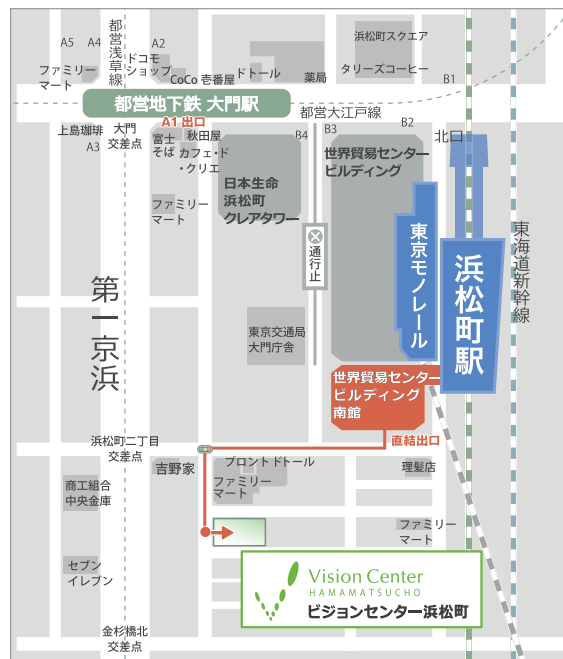 都営浅草線
A5
A4
A2
ドコモ
ショップ
ファミリー
マート
CoCo 壱番屋
ドトール
薬局
浜松町スクエア
タリーズコーヒー
B1
都営地下鉄 大門駅
都営大江戸線
A1 出口
上島珈琲
A3
大門
交差点
富士
そば
秋田屋
カフェ・ド
・クリエ
B4
B3
B2
北口
世界貿易センター
ビルディング
日本生命
浜松町
クレアタワー
ファミリー
マート
通行止
東京モノレール
浜松町駅
東海道新幹線
第一京浜
東京交通局
大門庁舎
世界貿易センター
ビルディング
南館
直結出口
浜松町二丁目
交差点
吉野家
プロントドトール
ファミリー
マート
理髪店
商工組合
中央金庫
ファミリー
マート
セブン
イレブン
Vision Center
HAMAMATSUCHO
ビジョンセンター浜松町
金杉橋北
交差点